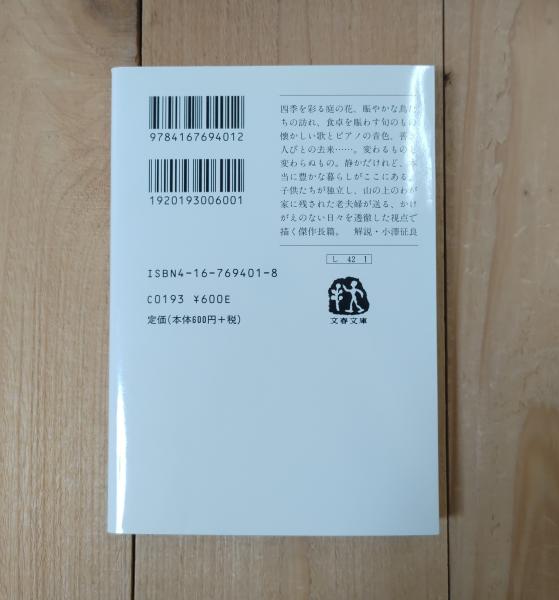 9784167694012
1920193006001
ISBN4-16-769401-8
C0193 ¥600E
定価(本体600円+税)
四季を彩る庭の花、賑やかな鳥た
ちの訪れ、食卓を賑わす旬のもの
懐かしい歌とピアノの音色、善き
人びとの去来……。変わるものと
変わらぬもの。静かだけれど、本
当に豊かな暮らしがここにある。
子供たちが独立し、山の上のわが
家に残された老夫婦が送る、かけ
がえのない日々を透徹した視点で
描く傑作長篇。 解説・小澤征良
L 42 1
文春文庫